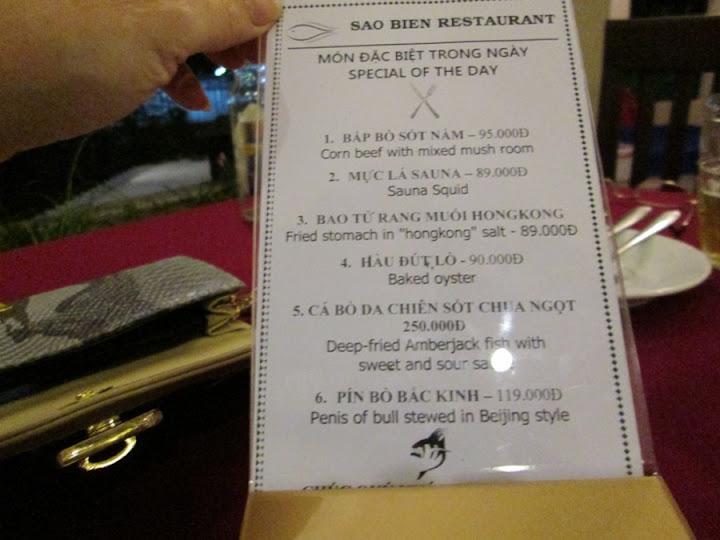 SAO BIEN RESTAURANT
MÓN ĐẶC BIỆT TRONG NGÀY
SPECIAL OF THE DAY
1. BẮP BÒ SỐT NẤM – 95.000Đ
Corn beef with mixed mush room
2. MỰC LÁ SAUNA – 89.000Đ
Sauna Squid
3. BAO TỬ RANG MUỐI HONGKONG
Fried stomach in "hongkong" salt - 89.000Đ
4. HÀU ĐÚT LÒ - 90.000Đ
Baked oyster
5. CÁ BÒ DA CHIÊN SỐT CHUA NGỌT
250.000Đ
Deep-fried Amberjack fish with
sweet and sour
6. PÍN BÒ BẮC KINH – 119.000Đ
Penis of bull stewed in Beijing style